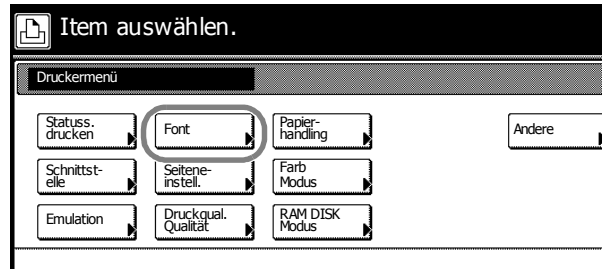 Item auswählen.
Druckermenü
Statuss.
drucken
Font
Papier-
handling
Andere
Schnittst-
elle
Seitene-
instell.
Farb
Modus
Emulation
Druckqual.
Qualität
RAM DISK
Modus